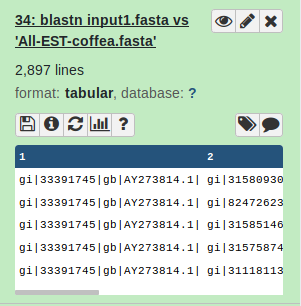 34: blastn input1.fasta vs
'All-EST-coffea.fasta'
2,897 lines
format: tabular, database: ?
?
1 2
gi|33391745|gb|AY273814.1| gi|31580930
gi|33391745|gb|AY273814.1| gi|82472623
gi|33391745|gb|AY273814.1| gi|31585146
gi|33391745|gb|AY273814.1| gi|31575874
gi|33391745|gb|AY273814.1| gi|31118113